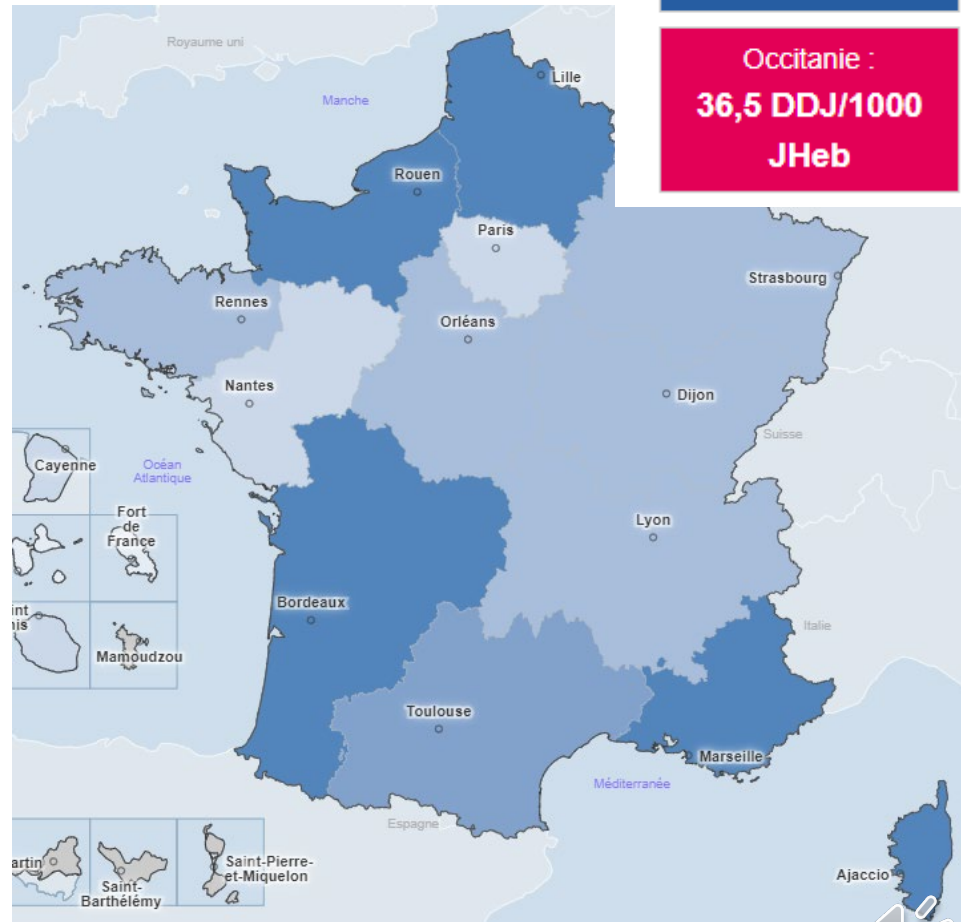 Occitanie :
36,5 DDJ/1000
JHeb
Royaume uni
Manche
Lille
Rouen
Paris
Strasbourg
Rennes
Orléans
Nantes
Dijon
Suisse
Cayenne
Océan
Atlantique
Fort
de
France
Lyon
Bordeaux
Italie
Mamoudzou
Toulouse
Marseille
Méditerranée
Espagne
Saint-Pierre-
et-Miquelon
Saint-
Barthélémy
Ajaccio